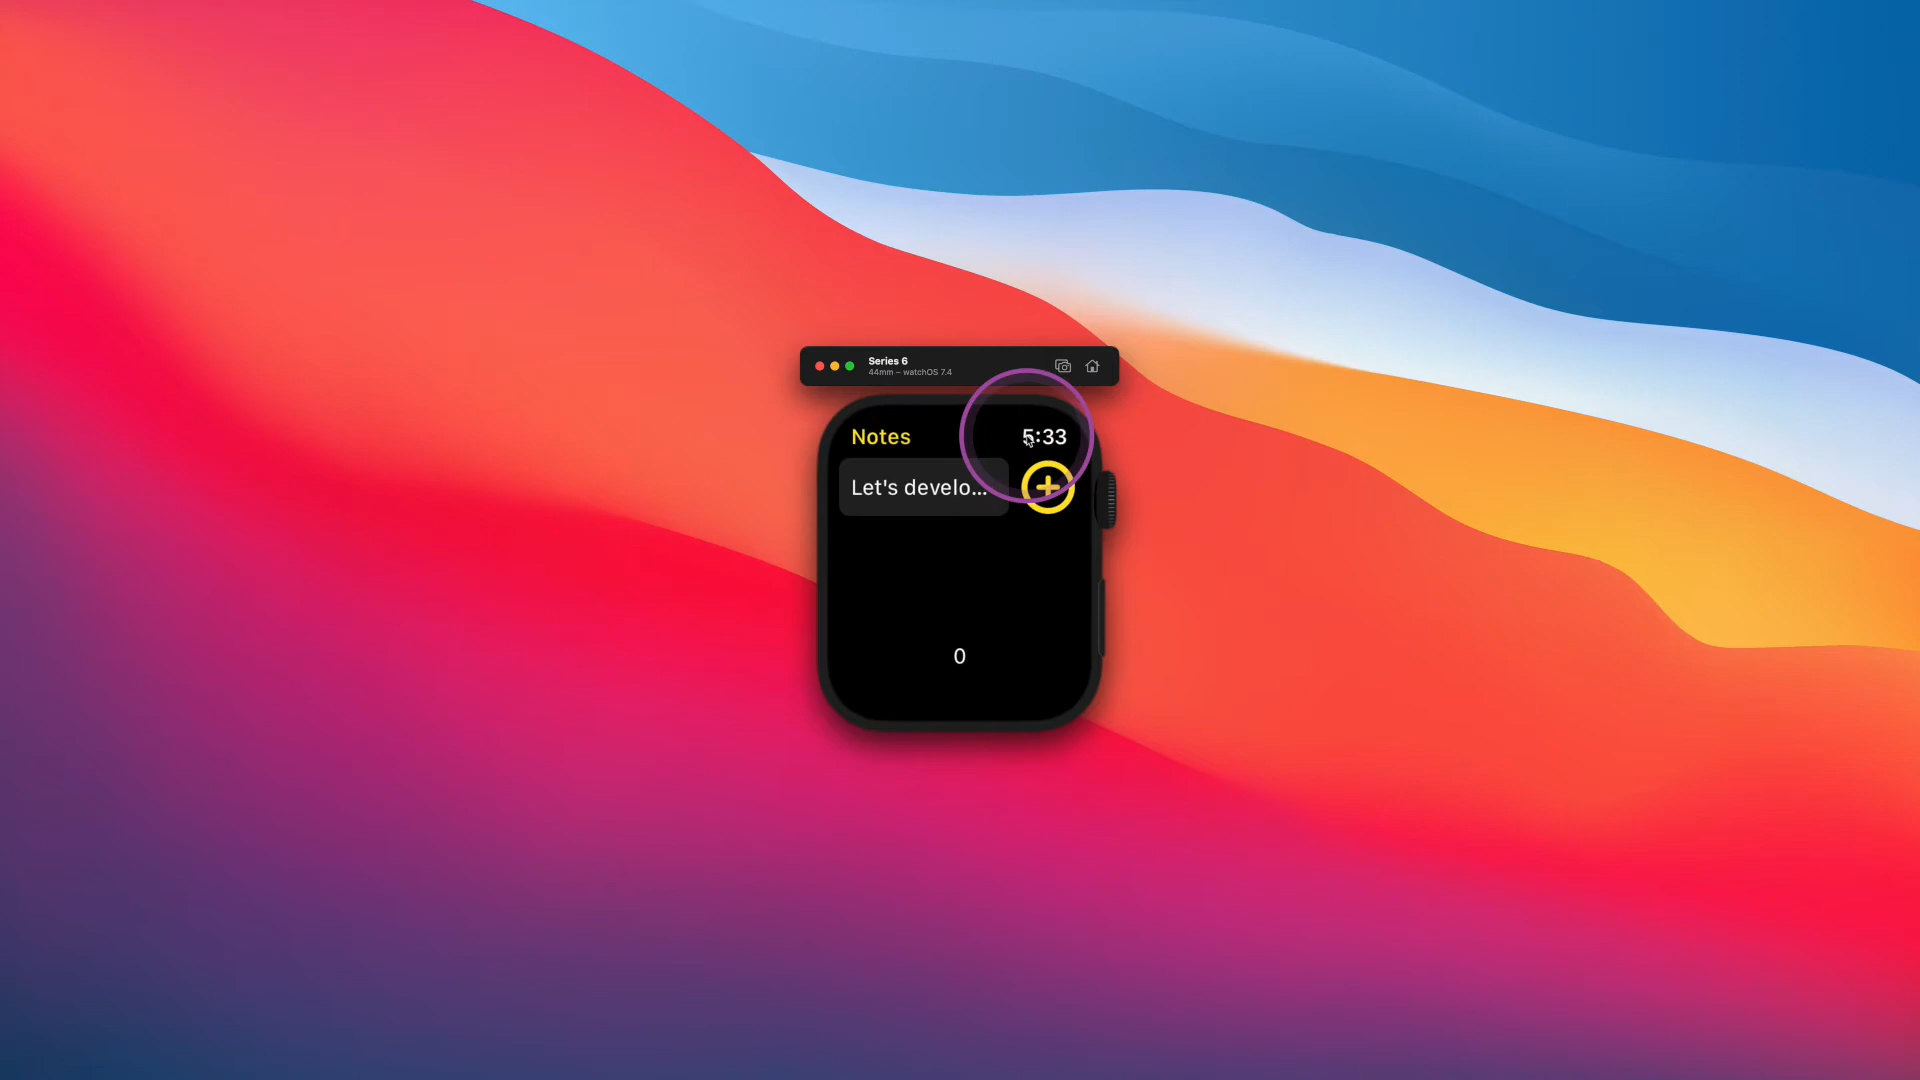 Series 6
44mm – watchOS 7.4
Notes
5:33
Let's develo...
0